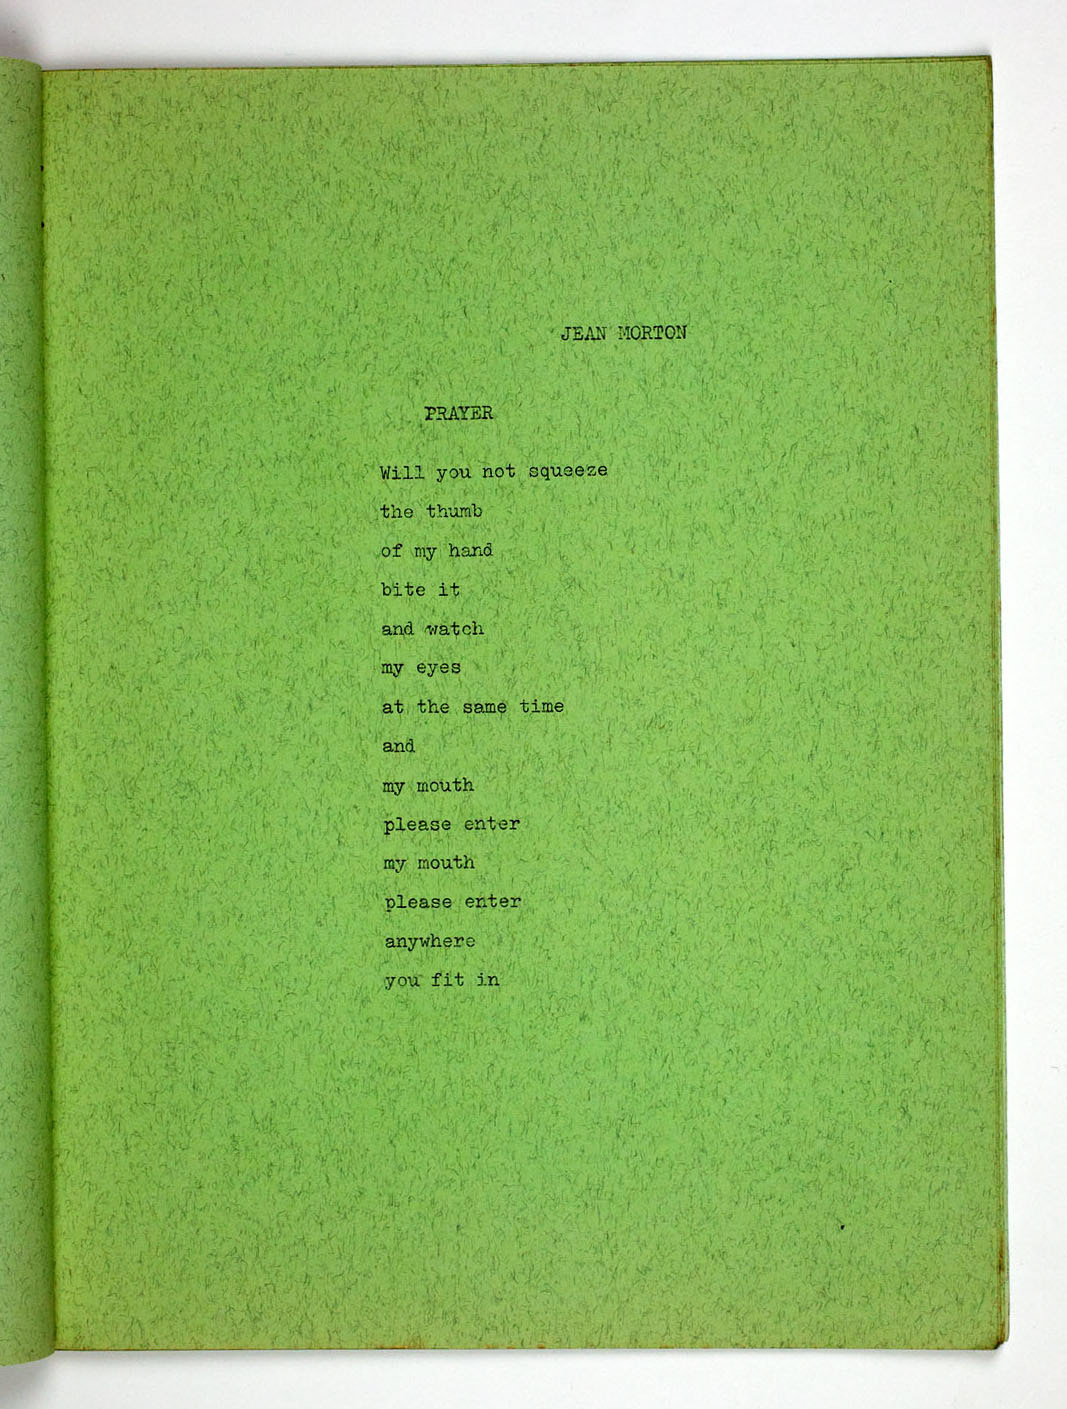 JEAN MORTON
PRAYER
Will you not squeeze
the thumb
of my hand
bite it
and watch
my eyes
at the same time
and
my mouth
please enter
my mouth
please enter
anywhere
you fit in